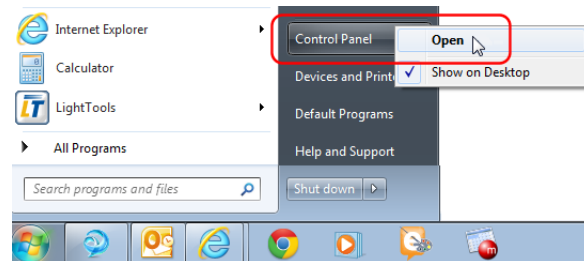 Internet Explorer
Calculator
LightTools
All Programs
Search programs and files
Control Panel
Open
Devices and Print
Show on Desktop
Default Programs
Help and Support
Shut down